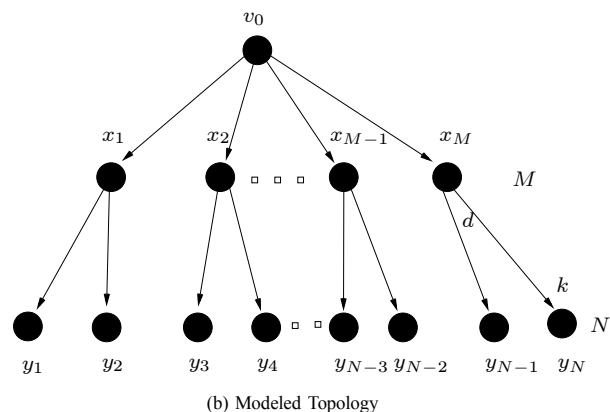 v0
x1 x2 xM−1 xM
M
d
k
N
y1 y2 y3 y4 yN−3 yN−2 yN−1 yN
(b) Modeled Topology